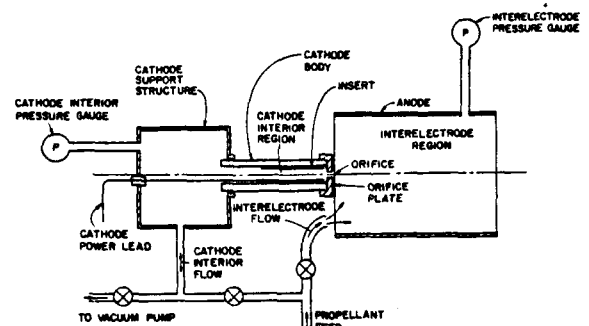 INTERELECTRODE
PRESSURE GAUGE
P
CATHODE
BODY
CATHODE
SUPPORT
STRUCTURE
INSERT
CATHODE INTERIOR
PRESSURE GAUGE
P
CATHODE
INTERIOR
REGION
ANODE
INTERELECTRODE
REGION
ORIFICE
ORIFICE
PLATE
INTERELECTRODE
FLOW
CATHODE
POWER LEAD
CATHODE
INTERIOR
FLOW
TO VACUUM PUMP
PROPELLANT